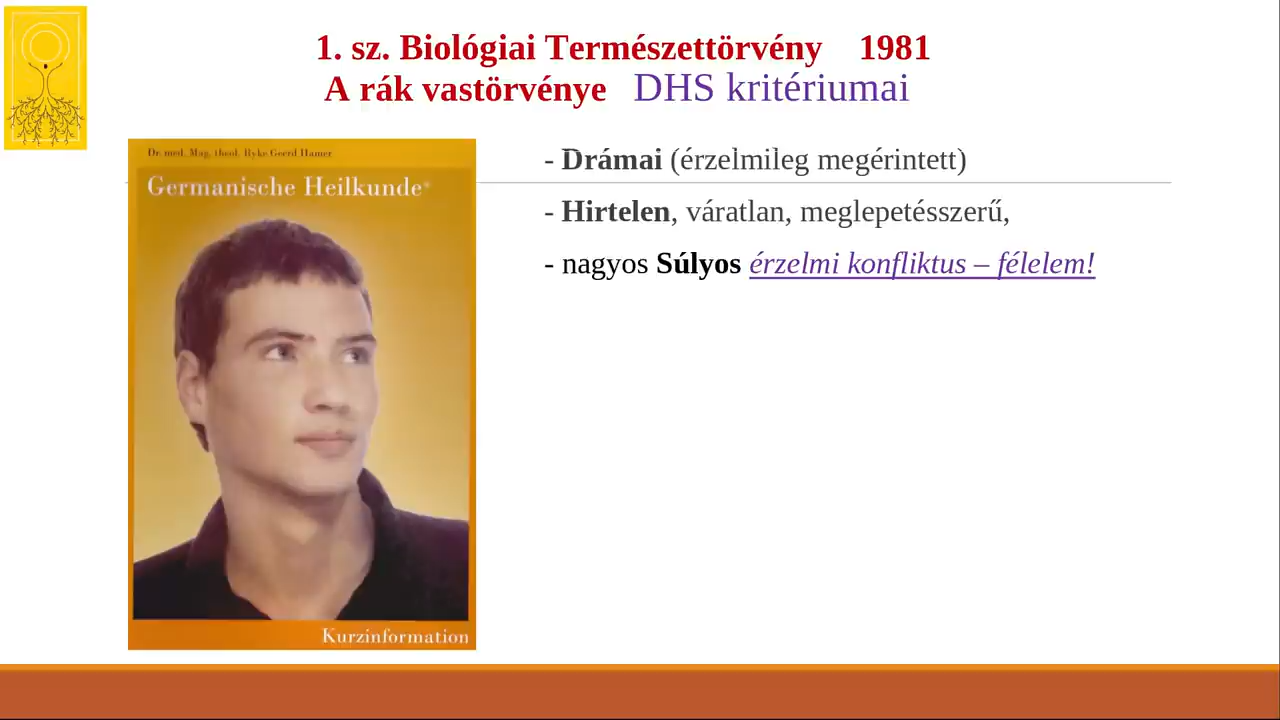 1. sz. Biológiai Természettörvény 1981
A rák vastörvénye DHS kritériumai
Dr. med. Mag. theol. Ryke Geerd Hamer
Germanische Heilkunde®
Kurzinformation
- Drámai (érzelmileg megérintett)
- Hirtelen, váratlan, meglepetésszerű,
- nagyos Súlyos érzelmi konfliktus – félelem!